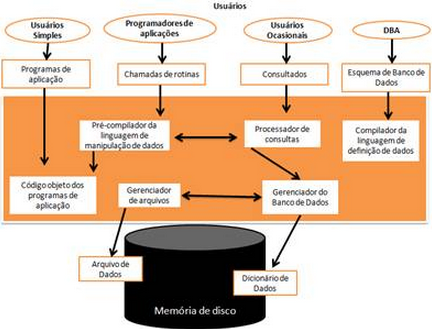 Usuários
Usuários
Simples
Programadores de
aplicações
Usuários
Ocasionais
DBA
Programas de
aplicação
Chamadas de rotinas
Consultados
Esquema de Banco de
Dados
Pré-compilador da
linguagem de
manipulação de dados
Processador de
consultas
Compilador da
linguagem de
definição de dados
Código objeto dos
programas de
aplicação
Gerenciador
de arquivos
Gerenciador do
Banco de Dados
Arquivo de
Dados
Dicionário de
Dados
Memória de disco